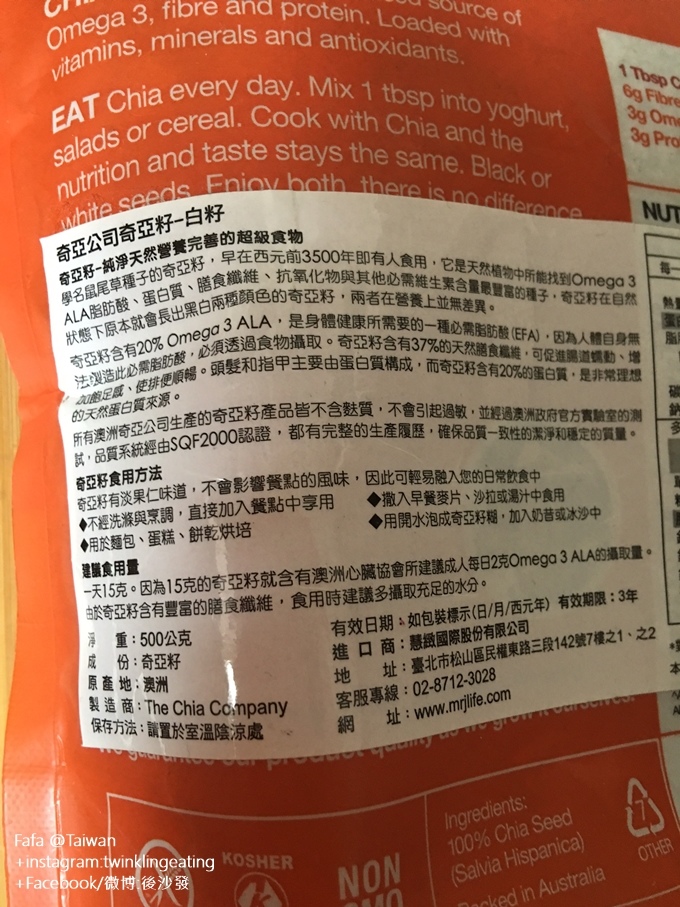 source of
Omega 3, fibre and protein. Loaded with
vitamins, minerals and antioxidants.
EAT Chia every day. Mix 1 tbsp into yoghurt,
salads or cereal. Cook with Chia and the
nutrition and taste stays the same. Black or
white seeds. Enjoy both, there is no difference
1 Tbsp
6g Fibre
3g
3g
奇亞公司奇亞籽-白籽
奇亞籽-純淨天然營養完善的超級食物
學名鼠尾草種子的奇亞籽，早在西元前3500年即有人食用，它是天然植物中所能找到Omega 3
ALA脂肪酸、蛋白質、膳食纖維、抗氧化物與其他必需維生素含量最豐富的種子，奇亞籽在自然
狀態下原本就會長出黑白兩種顏色的奇亞籽，兩者在營養上並無差異。
奇亞籽含有20% Omega 3 ALA，是身體健康所需要的一種必需脂肪酸(EFA)，因為人體自身無
法製造此必需脂肪酸，必須透過食物攝取。奇亞籽含有37%的天然膳食纖維，可促進腸道蠕動、增
加飽足感、使排便順暢。頭髮和指甲主要由蛋白質構成，而奇亞籽含有20%的蛋白質，是非常理想
的天然蛋白質來源。
所有澳洲奇亞公司生產的奇亞籽產品皆不含麩質，不會引起過敏，並經過澳洲政府官方實驗室的測
試，品質系統經由SQF2000認證，都有完整的生產履歷，確保品質一致性的潔淨和穩定的質量。
奇亞籽食用方法
奇亞籽有淡果仁味道，不會影響餐點的風味，因此可輕易融入您的日常飲食中
◆不經洗滌與烹調，直接加入餐點中享用 ◆撒入早餐麥片、沙拉或湯汁中食用
◆用於麵包、蛋糕、餅乾烘培 ◆用開水泡成奇亞籽糊，加入奶昔或冰沙中
建議食用量
一天15克。因為15克的奇亞籽就含有澳洲心臟協會所建議成人每日2克Omega 3 ALA的攝取量。
由於奇亞籽含有豐富的膳食纖維，食用時建議多攝取充足的水分。
淨 重：500公克
成 份：奇亞籽
原 產 地：澳洲
製 造 商：The Chia Company
保存方法：請置於室溫陰涼處
有效日期：如包裝標示(日/月/西元年) 有效期限：3年
進 口 商：慧緻國際股份有限公司
地 址：臺北市松山區民權東路三段142號7樓之1、之2
客服專線：02-8712-3028
網 址：www.mrjlife.com
KOSHER
NON
GMO
Ingredients:
100% Chia Seed
(Salvia Hispanica)
Packed in Australia
7
OTHER
Fafa @Taiwan
+instagram:twinklingeating
+Facebook/微博:後沙發